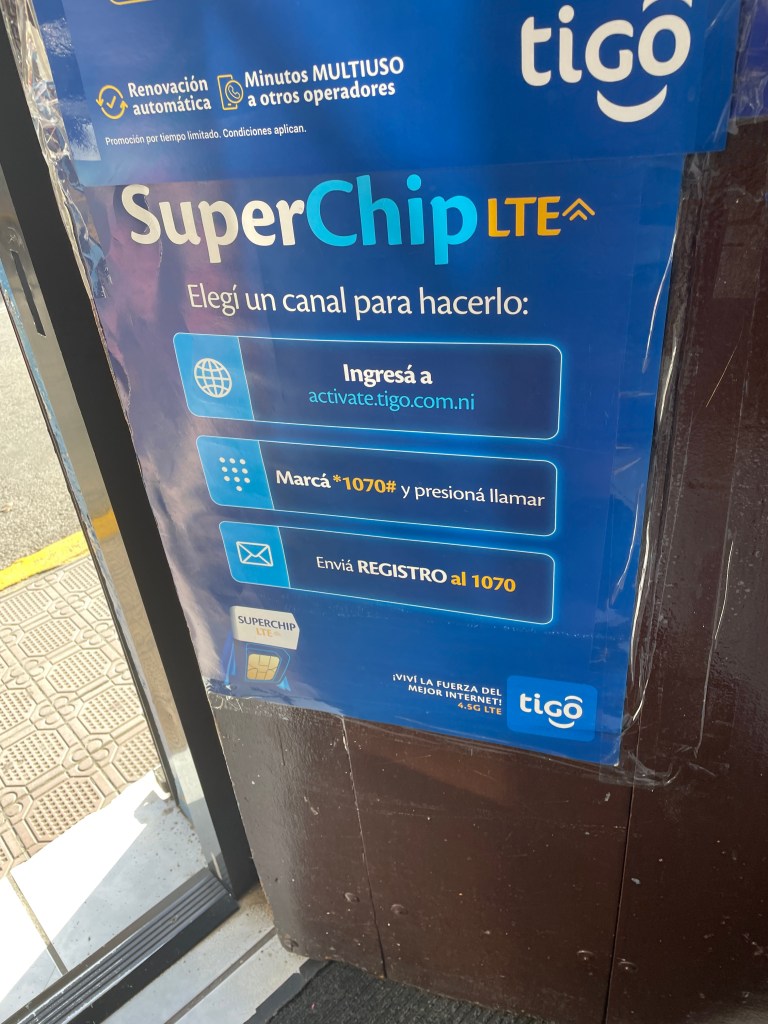 tigo
Renovación
automática
Minutos MULTIUSO
a otros operadores
Promoción por tiempo limitado. Condiciones aplican.
SuperChip LTE
Elegí un canal para hacerlo:
Ingresá a
activate.tigo.com.ni
Marcá *1070# y presioná llamar
Enviá REGISTRO al 1070
SUPERCHIP
LTE
¡VIVÍ LA FUERZA DEL
MEJOR INTERNET!
4.5G LTE
tigo